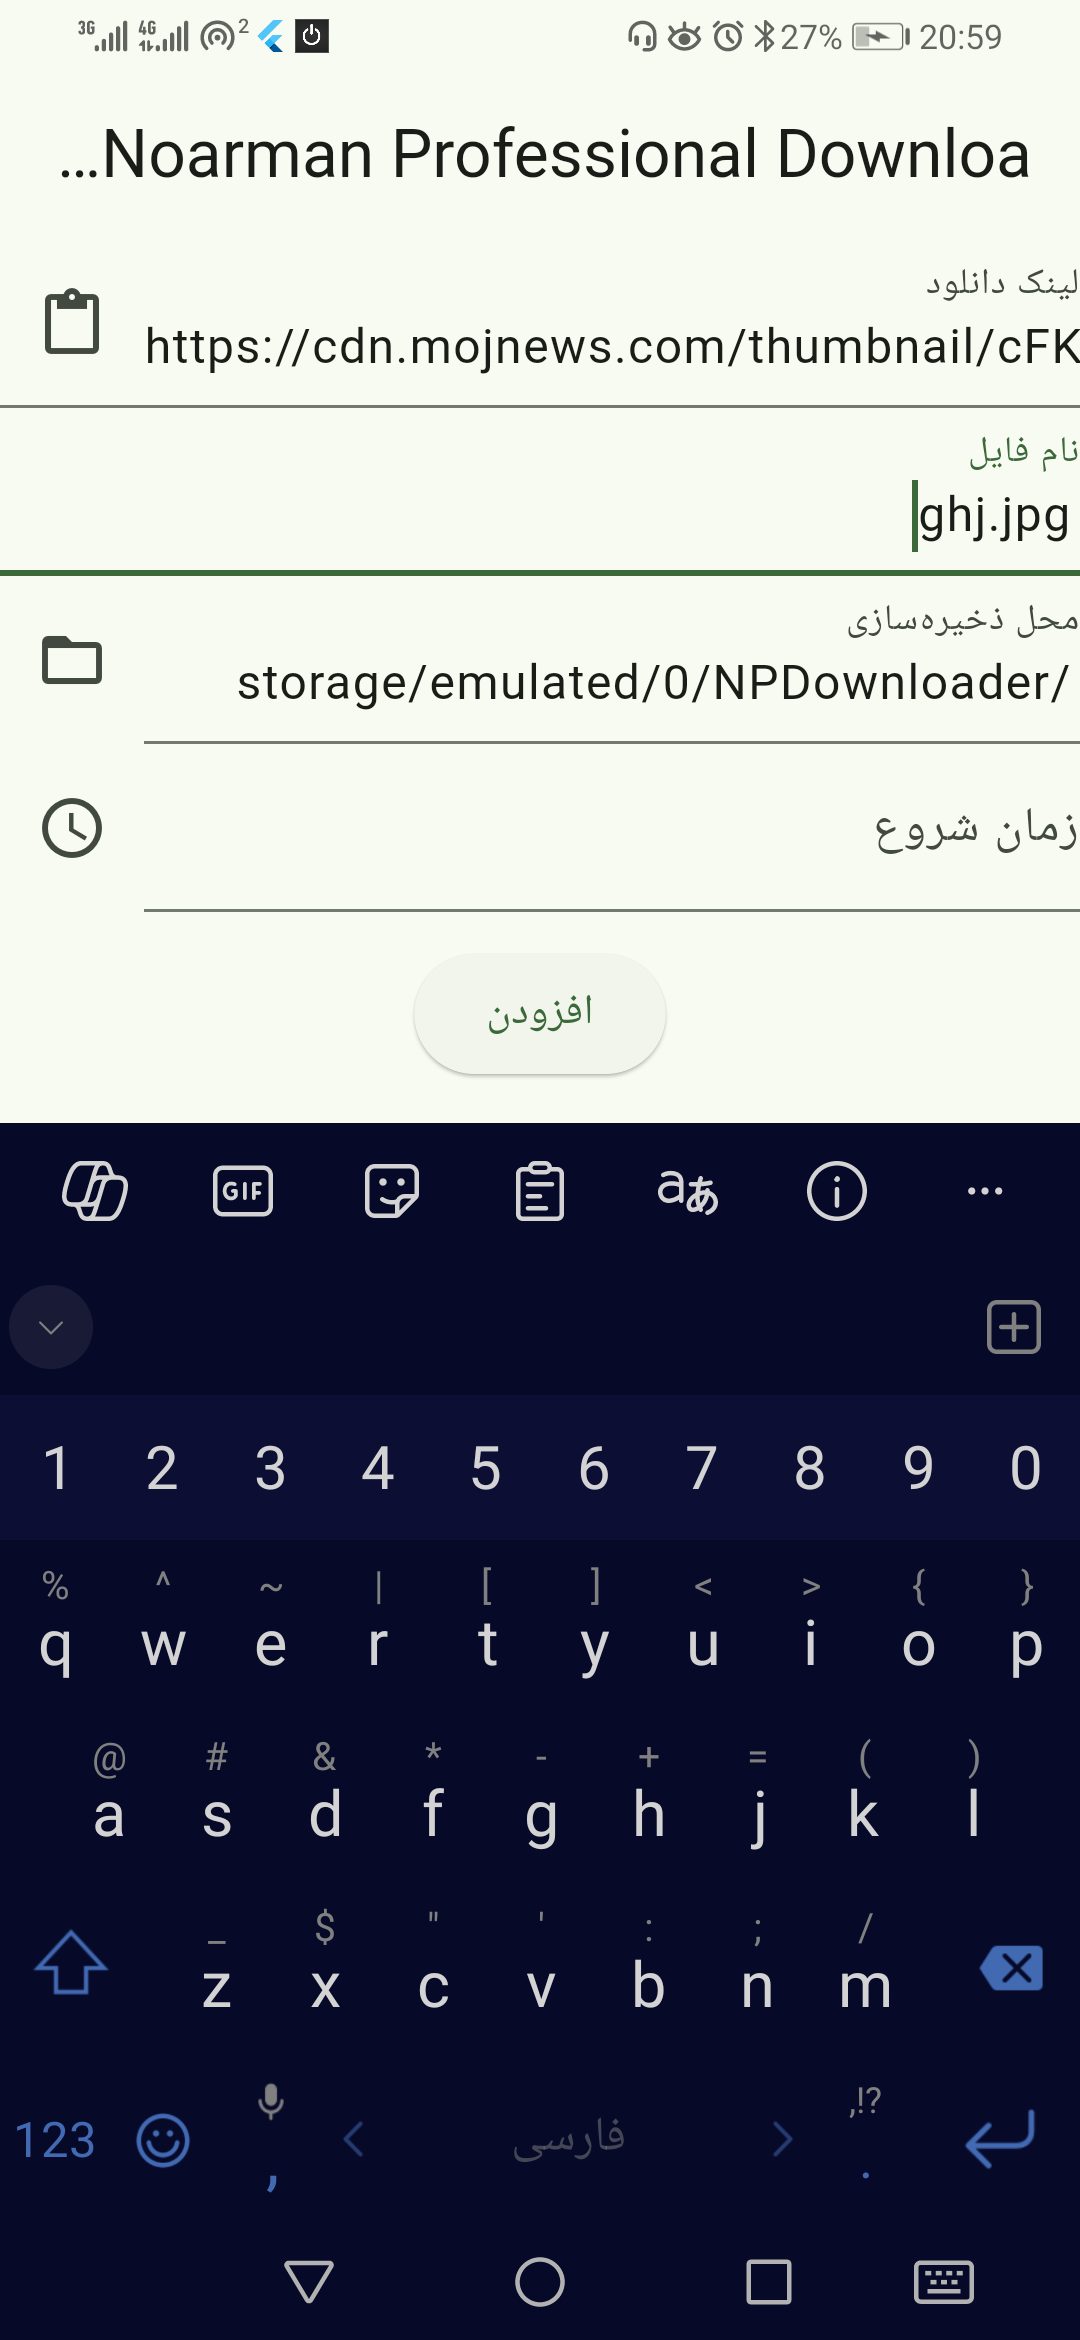 3G 4G 2 27% 20:59
…Noarman Professional Downloa
لینک دانلود
https://cdn.mojnews.com/thumbnail/cFK
نام فایل
ghj.jpg
محل ذخیره‌سازی
storage/emulated/0/NPDownloader/
زمان شروع
افزودن
GIF aあ
1 2 3 4 5 6 7 8 9 0
% ^ ~ | [ ] < > { }
q w e r t y u i o p
@ # & * - + = ( )
a s d f g h j k l
_ $ " ' : ; /
z x c v b n m
,!?
123 , فارسی .